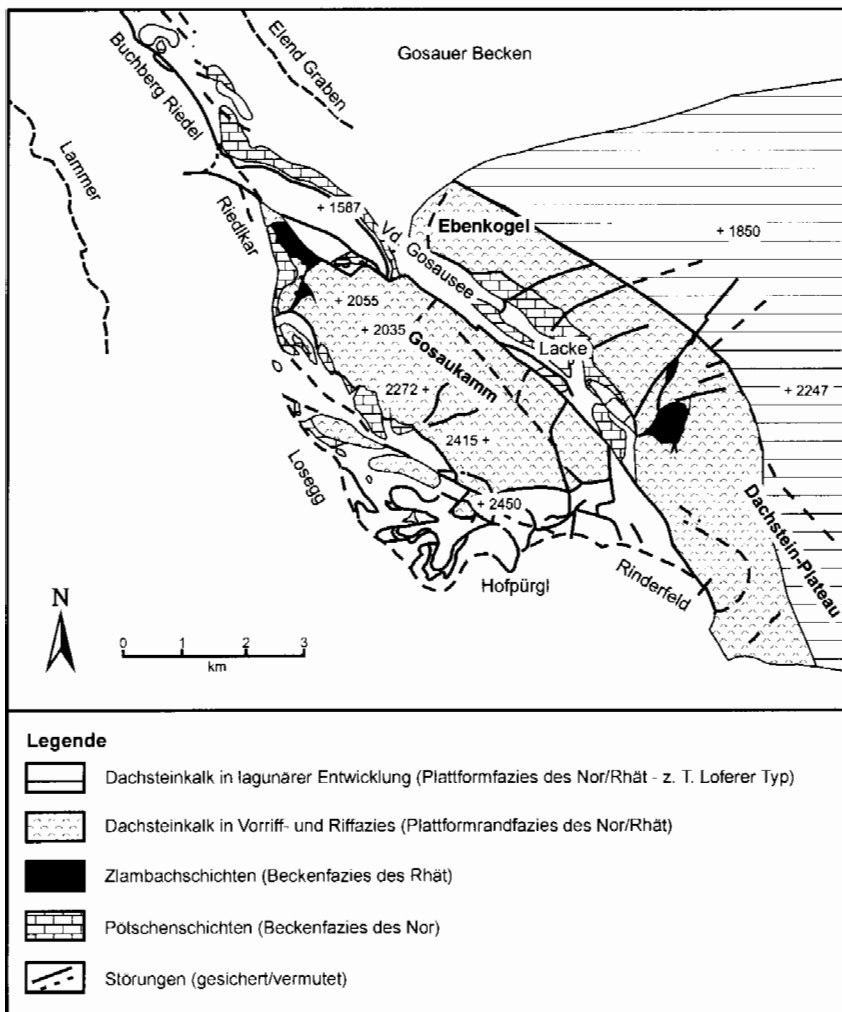 Gosauer Becken
Elend Graben
Buchberg Riedel
Lammer
Riedlkar
+ 1587
Vd. Gosausee
Ebenkogel
+ 1850
+ 2055
+ 2035
Gosaukamm
Lacke
2272 +
+ 2247
2415 +
Losegg
+ 2450
Dachstein-Plateau
Hofpürgl
Rinderfeld
N
0 1 2 3
km
Legende
Dachsteinkalk in lagunärer Entwicklung (Plattformfazies des Nor/Rhät - z. T. Loferer Typ)
Dachsteinkalk in Vorriff- und Riffazies (Plattformrandfazies des Nor/Rhät)
Zlambachschichten (Beckenfazies des Rhät)
Pötschenschichten (Beckenfazies des Nor)
Störungen (gesichert/vermutet)